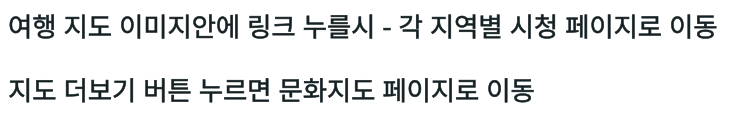 여행 지도 이미지안에 링크 누를시 - 각 지역별 시청 페이지로 이동
지도 더보기 버튼 누르면 문화지도 페이지로 이동